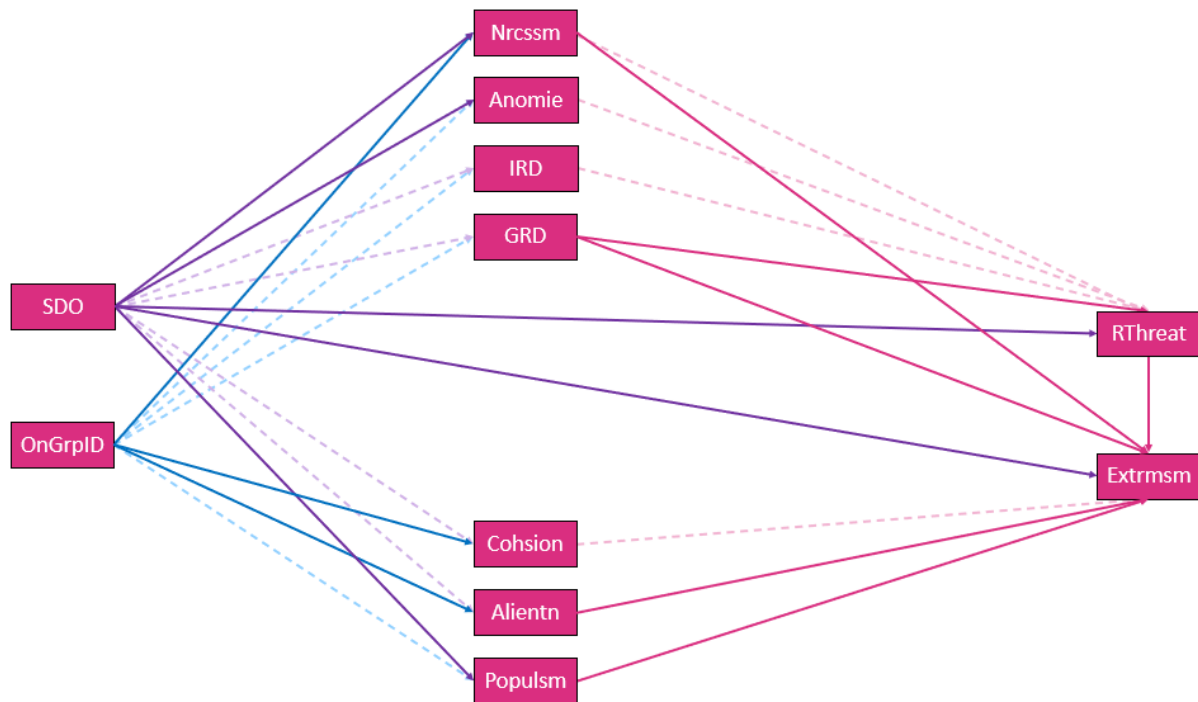 Nrcssm
Anomie
IRD
GRD
SDO
RThreat
OnGrpID
Extrmsm
Cohsion
Alientn
Populsm